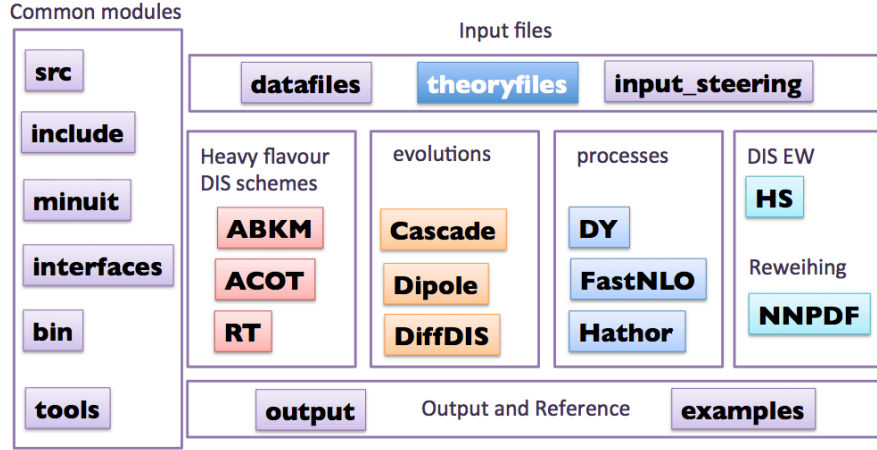 Common modules
src
include
minuit
interfaces
bin
tools
Input files
datafiles
theoryfiles
input_steering
Heavy flavour
DIS schemes
ABKM
ACOT
RT
evolutions
Cascade
Dipole
DiffDIS
processes
DY
FastNLO
Hathor
DIS EW
HS
Reweihing
NNPDF
output
Output and Reference
examples